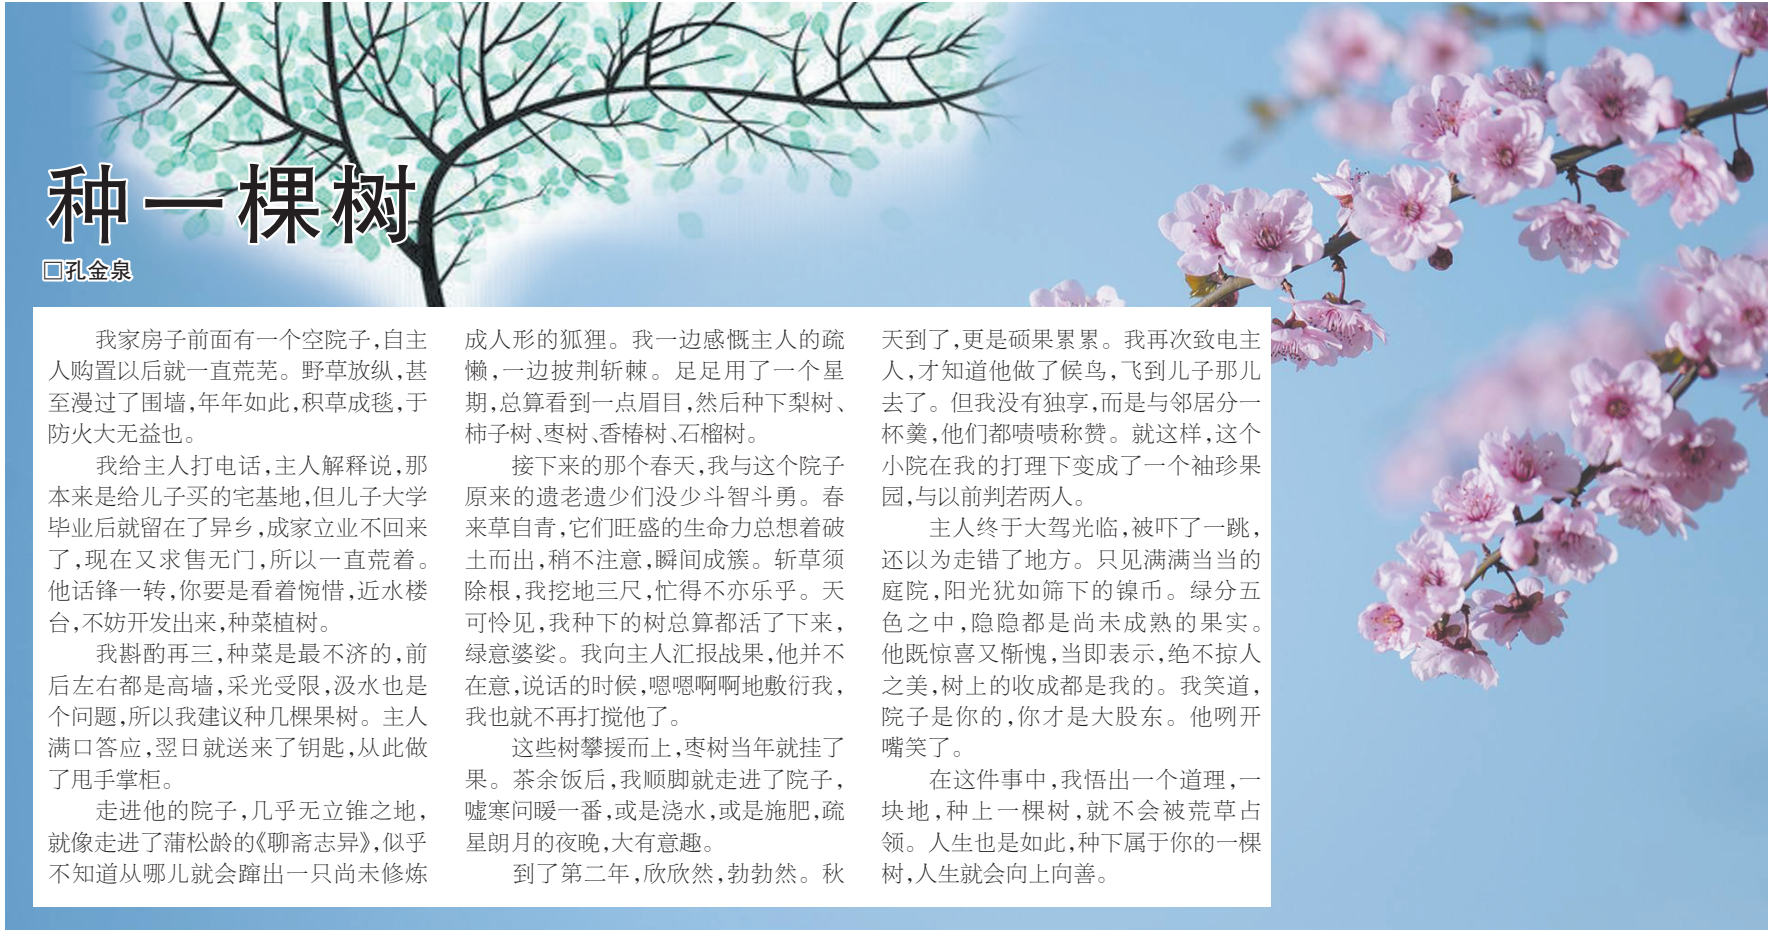 种一棵树
□孔金泉
我家房子前面有一个空院子,自主
人购置以后就一直荒芜。野草放纵,甚
至漫过了围墙,年年如此,积草成毯,于
防火大无益也。
我给主人打电话,主人解释说,那
本来是给儿子买的宅基地,但儿子大学
毕业后就留在了异乡,成家立业不回来
了,现在又求售无门,所以一直荒着。
他话锋一转,你要是看着惋惜,近水楼
台,不妨开发出来,种菜植树。
我斟酌再三,种菜是最不济的,前
后左右都是高墙,采光受限,汲水也是
个问题,所以我建议种几棵果树。主人
满口答应,翌日就送来了钥匙,从此做
了甩手掌柜。
走进他的院子,几乎无立锥之地,
就像走进了蒲松龄的《聊斋志异》,似乎
不知道从哪儿就会蹿出一只尚未修炼
成人形的狐狸。我一边感慨主人的疏
懒,一边披荆斩棘。足足用了一个星
期,总算看到一点眉目,然后种下梨树、
柿子树、枣树、香椿树、石榴树。
接下来的那个春天,我与这个院子
原来的遗老遗少们没少斗智斗勇。春
来草自青,它们旺盛的生命力总想着破
土而出,稍不注意,瞬间成簇。斩草须
除根,我挖地三尺,忙得不亦乐乎。天
可怜见,我种下的树总算都活了下来,
绿意婆娑。我向主人汇报战果,他并不
在意,说话的时候,嗯嗯啊啊地敷衍我,
我也就不再打搅他了。
这些树攀援而上,枣树当年就挂了
果。茶余饭后,我顺脚就走进了院子,
嘘寒问暖一番,或是浇水,或是施肥,疏
星朗月的夜晚,大有意趣。
到了第二年,欣欣然,勃勃然。秋
天到了,更是硕果累累。我再次致电主
人,才知道他做了候鸟,飞到儿子那儿
去了。但我没有独享,而是与邻居分一
杯羹,他们都啧啧称赞。就这样,这个
小院在我的打理下变成了一个袖珍果
园,与以前判若两人。
主人终于大驾光临,被吓了一跳,
还以为走错了地方。只见满满当当的
庭院,阳光犹如筛下的镍币。绿分五
色之中,隐隐都是尚未成熟的果实。
他既惊喜又惭愧,当即表示,绝不掠人
之美,树上的收成都是我的。我笑道,
院子是你的,你才是大股东。他咧开
嘴笑了。
在这件事中,我悟出一个道理,一
块地,种上一棵树,就不会被荒草占
领。人生也是如此,种下属于你的一棵
树,人生就会向上向善。